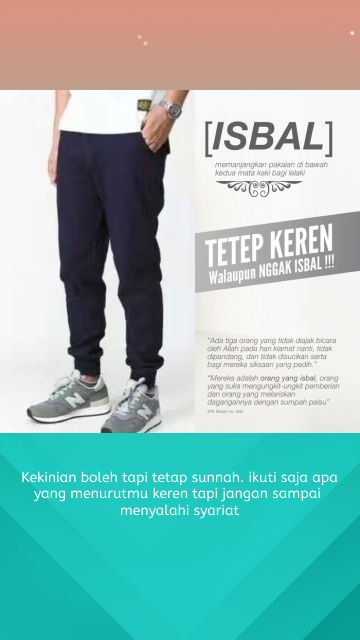 [ISBAL]
memanjangkan pakaian di bawah
kedua mata kaki bagi lelaki
TETEP KEREN
Walaupun NGGAK ISBAL !!!
"Ada tiga orang yang tidak diajak bicara
oleh Allah pada hari kiamat nanti, tidak
dipandang, dan tidak disucikan serta
bagi mereka siksaan yang pedih."
"Mereka adalah orang yang isbal, orang
yang suka mengungkit-ungkit pemberian
dan orang yang melariskan
dagangannya dengan sumpah palsu"
Kekinian boleh tapi tetap sunnah. ikuti saja apa
yang menurutmu keren tapi jangan sampai
menyalahi syariat